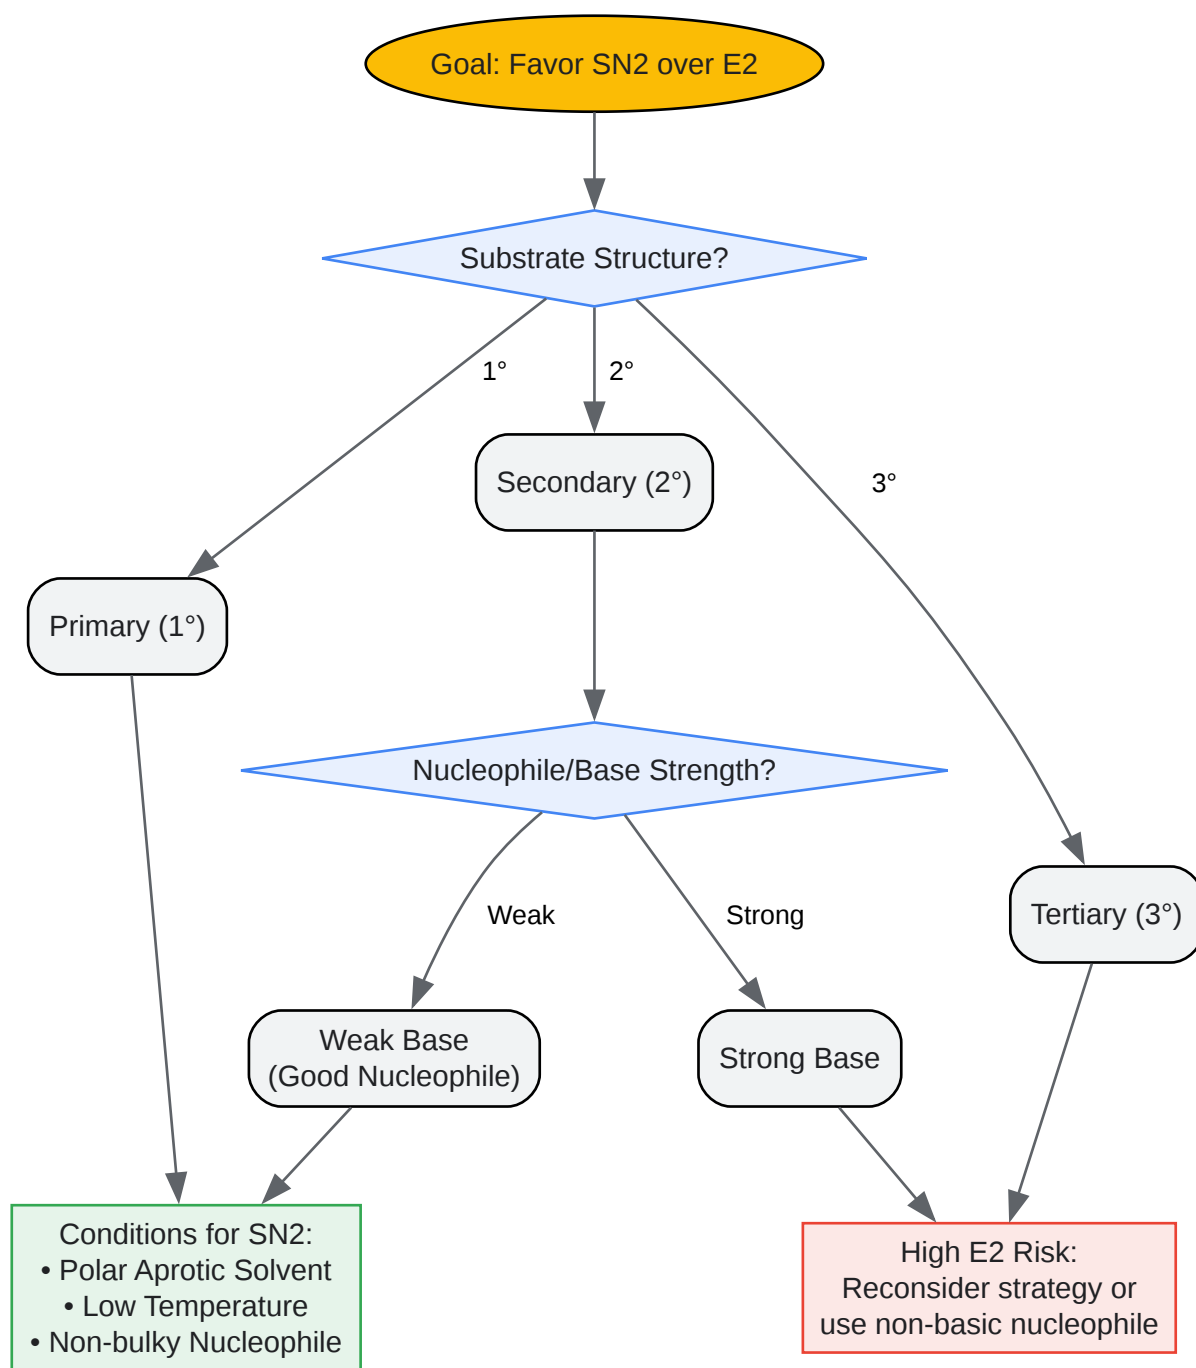 Goal: Favor SN2 over E2
Substrate Structure?
1°
2°
3°
Secondary (2°)
Primary (1°)
Nucleophile/Base Strength?
Weak
Strong
Tertiary (3°)
Weak Base
(Good Nucleophile)
Strong Base
Conditions for SN2:
• Polar Aprotic Solvent
• Low Temperature
• Non-bulky Nucleophile
High E2 Risk:
Reconsider strategy or
use non-basic nucleophile